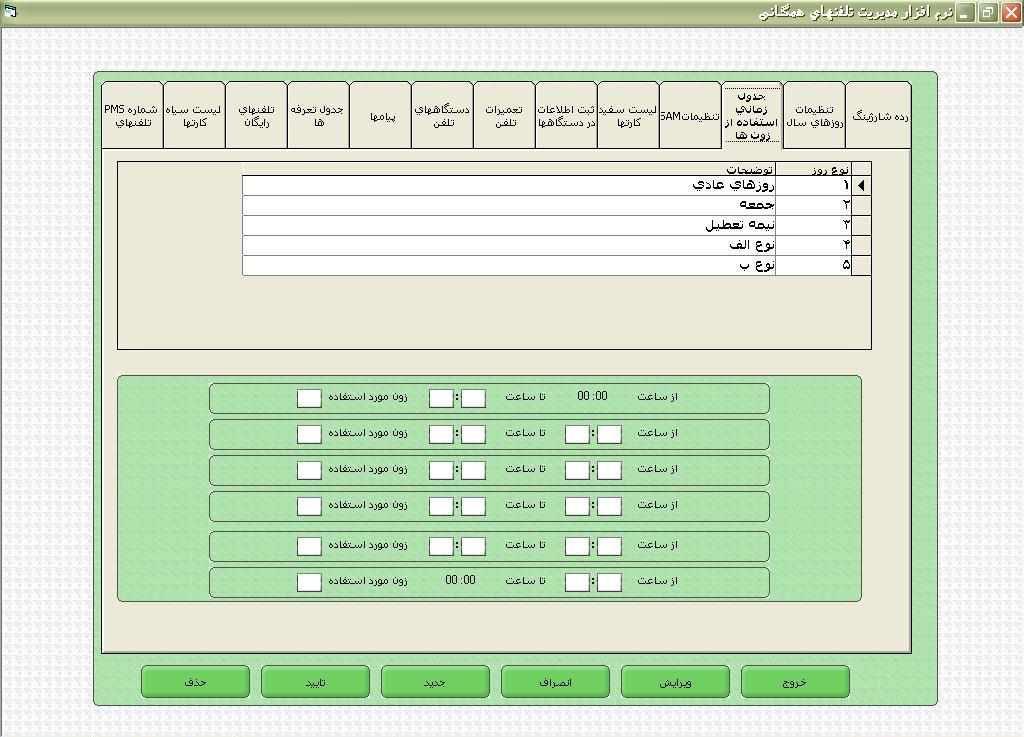 نرم افزار مديريت تلفنهاي همگاني
رده شارژينگ
تنظيمات
روزهاي سال
جدول
زماني
استفاده از
زون ها
تنظيماتSAM
ليست سفيد
كارتها
ثبت اطلاعات
در دستگاهها
تعميرات
تلفن
دستگاههاي
تلفن
پيامها
جدول تعرفه
ها
تلفنهاي
رايگان
ليست سياه
كارتها
شماره PMS
تلفنهاي
نوع روز توضيحات
۱ روزهاي عادي
۲ جمعه
۳ نيمه تعطيل
۴ نوع الف
۵ نوع ب
از ساعت 00:00 تا ساعت : زون مورد استفاده
از ساعت : تا ساعت : زون مورد استفاده
از ساعت : تا ساعت : زون مورد استفاده
از ساعت : تا ساعت : زون مورد استفاده
از ساعت : تا ساعت : زون مورد استفاده
از ساعت : تا ساعت 00:00 زون مورد استفاده
خروج ويرايش انصراف جديد تاييد حذف